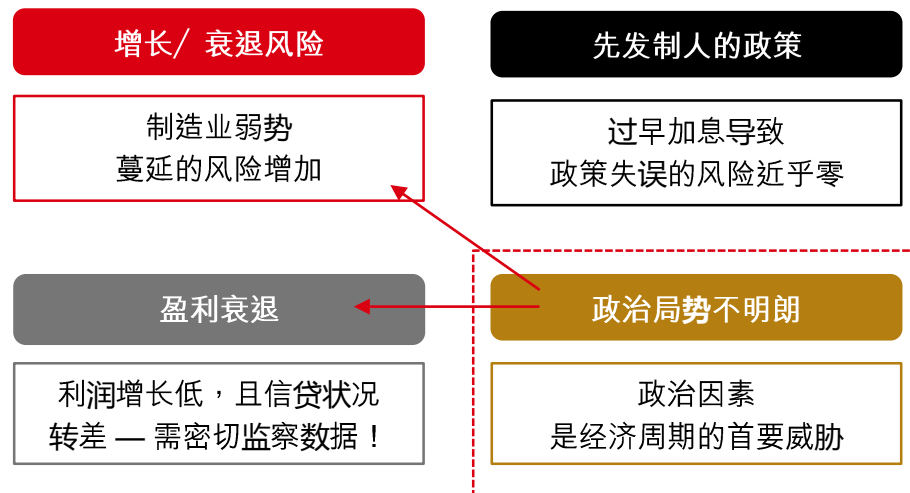 增长/ 衰退风险
制造业弱势
蔓延的风险增加
先发制人的政策
过早加息导致
政策失误的风险近乎零
盈利衰退
利润增长低，且信贷状况
转差 — 需密切监察数据！
政治局势不明朗
政治因素
是经济周期的首要威胁